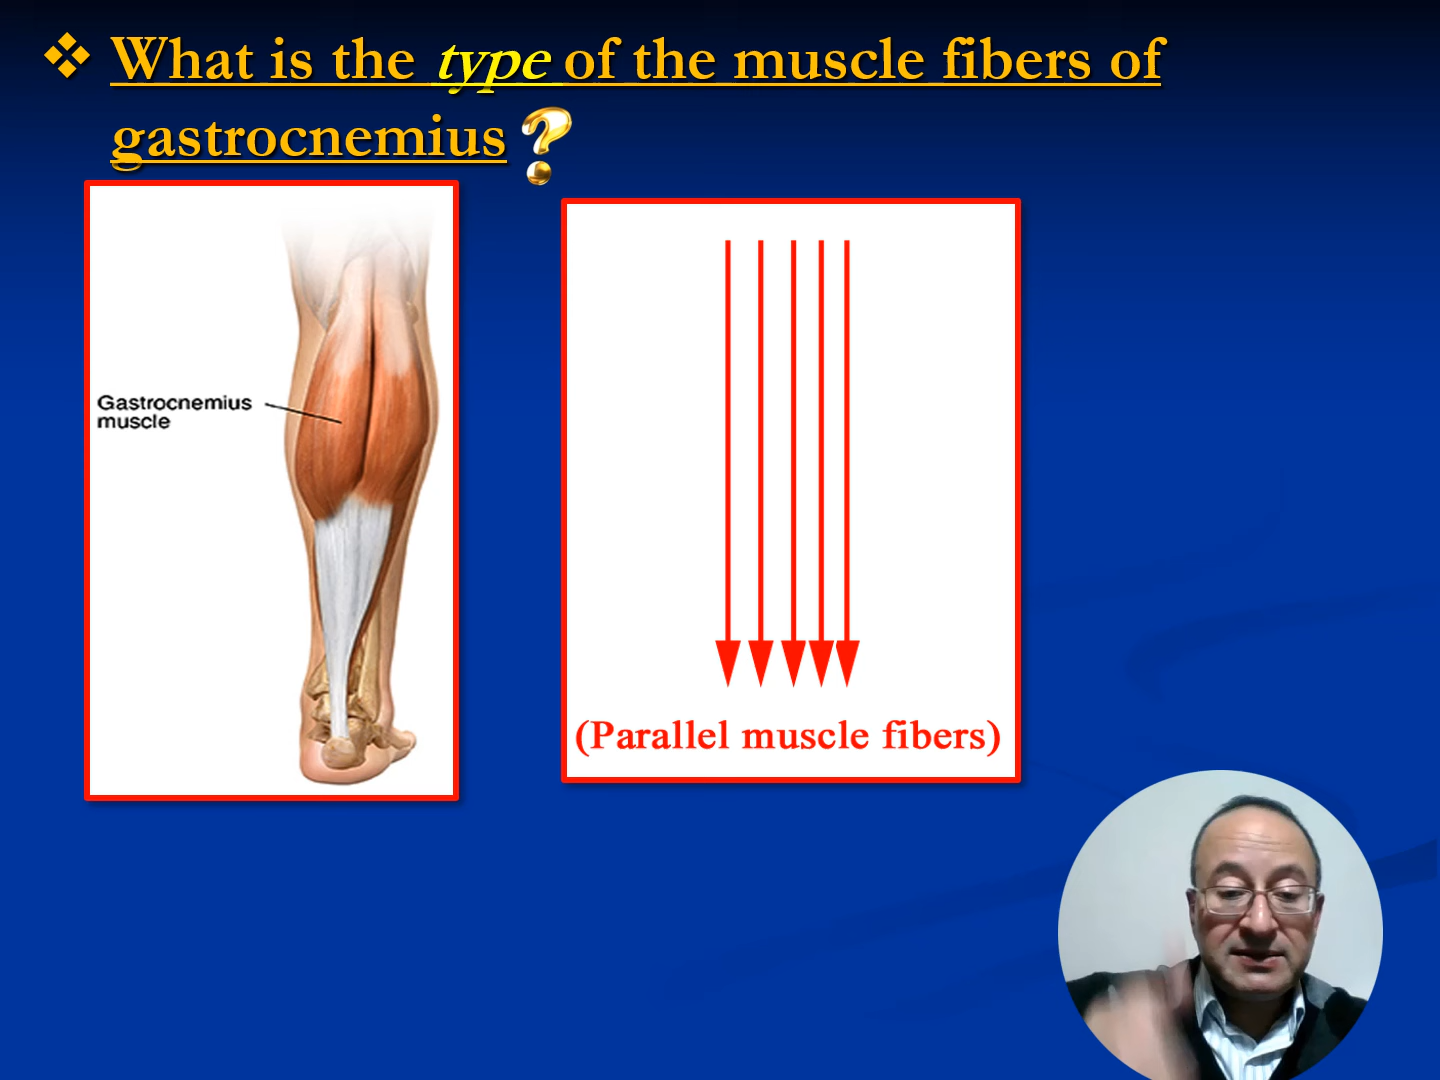 What is the type of the muscle fibers of
gastrocnemius?
Gastrocnemius
muscle
(Parallel muscle fibers)